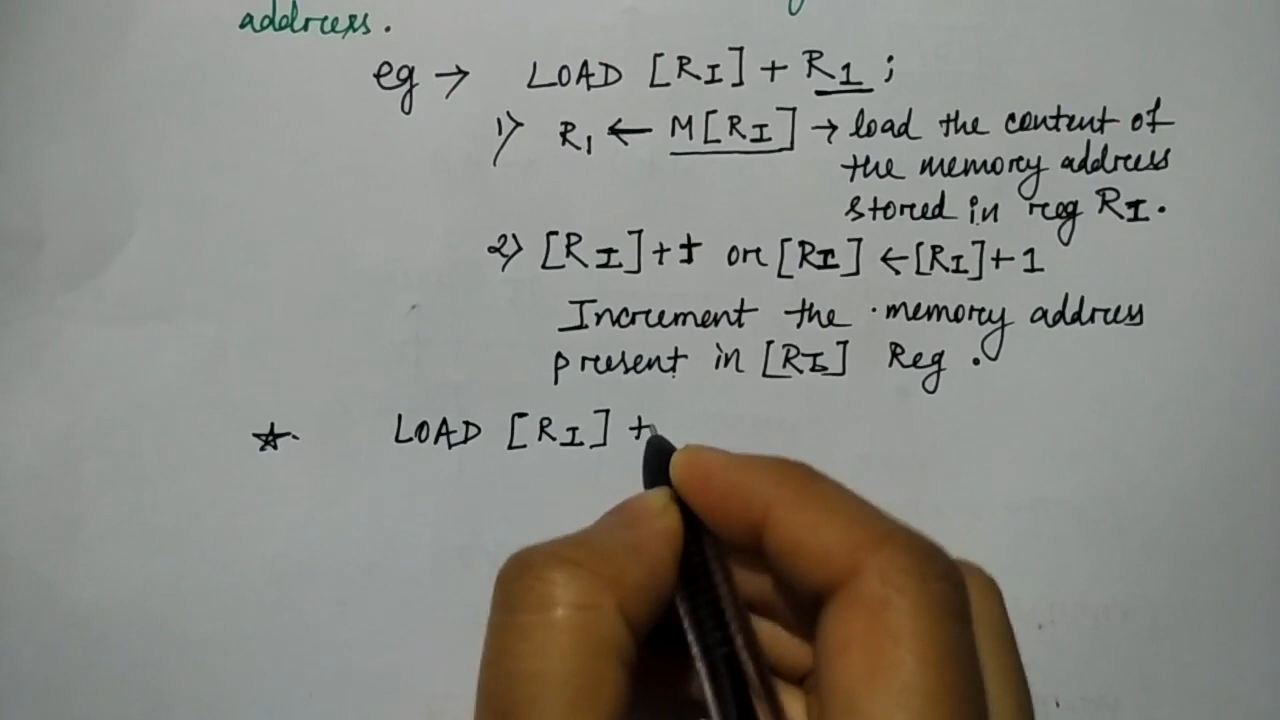 address.
eg → LOAD [RI] + R1 ;
1) R1 ← M[RI] → load the content of
the memory address
stored in reg RI.
2) [RI]++ or [RI] ← [RI]+1
Increment the memory address
present in [RI] Reg.
☆ LOAD [RI] +